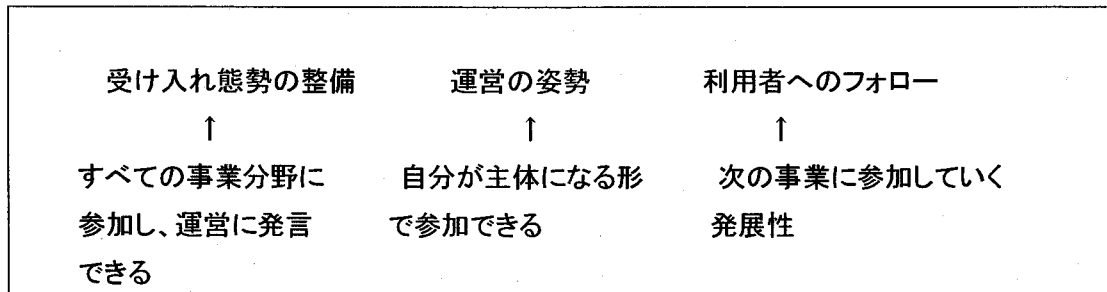 受け入れ態勢の整備　運営の姿勢　利用者へのフォロー
↑　↑　↑
すべての事業分野に　自分が主体になる形　次の事業に参加していく
参加し、運営に発言　で参加できる　発展性
できる